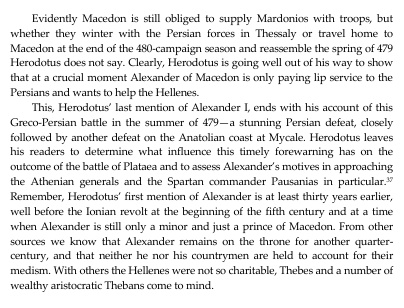 Evidently Macedon is still obliged to supply Mardonios with troops, but
whether they winter with the Persian forces in Thessaly or travel home to
Macedon at the end of the 480-campaign season and reassemble the spring of 479
Herodotus does not say. Clearly, Herodotus is going well out of his way to show
that at a crucial moment Alexander of Macedon is only paying lip service to the
Persians and wants to help the Hellenes.
This, Herodotus’ last mention of Alexander I, ends with his account of this
Greco-Persian battle in the summer of 479—a stunning Persian defeat, closely
followed by another defeat on the Anatolian coast at Mycale. Herodotus leaves
his readers to determine what influence this timely forewarning has on the
outcome of the battle of Plataea and to assess Alexander’s motives in approaching
the Athenian generals and the Spartan commander Pausanias in particular.³⁷
Remember, Herodotus’ first mention of Alexander is at least thirty years earlier,
well before the Ionian revolt at the beginning of the fifth century and at a time
when Alexander is still only a minor and just a prince of Macedon. From other
sources we know that Alexander remains on the throne for another quarter-
century, and that neither he nor his countrymen are held to account for their
medism. With others the Hellenes were not so charitable, Thebes and a number of
wealthy aristocratic Thebans come to mind.